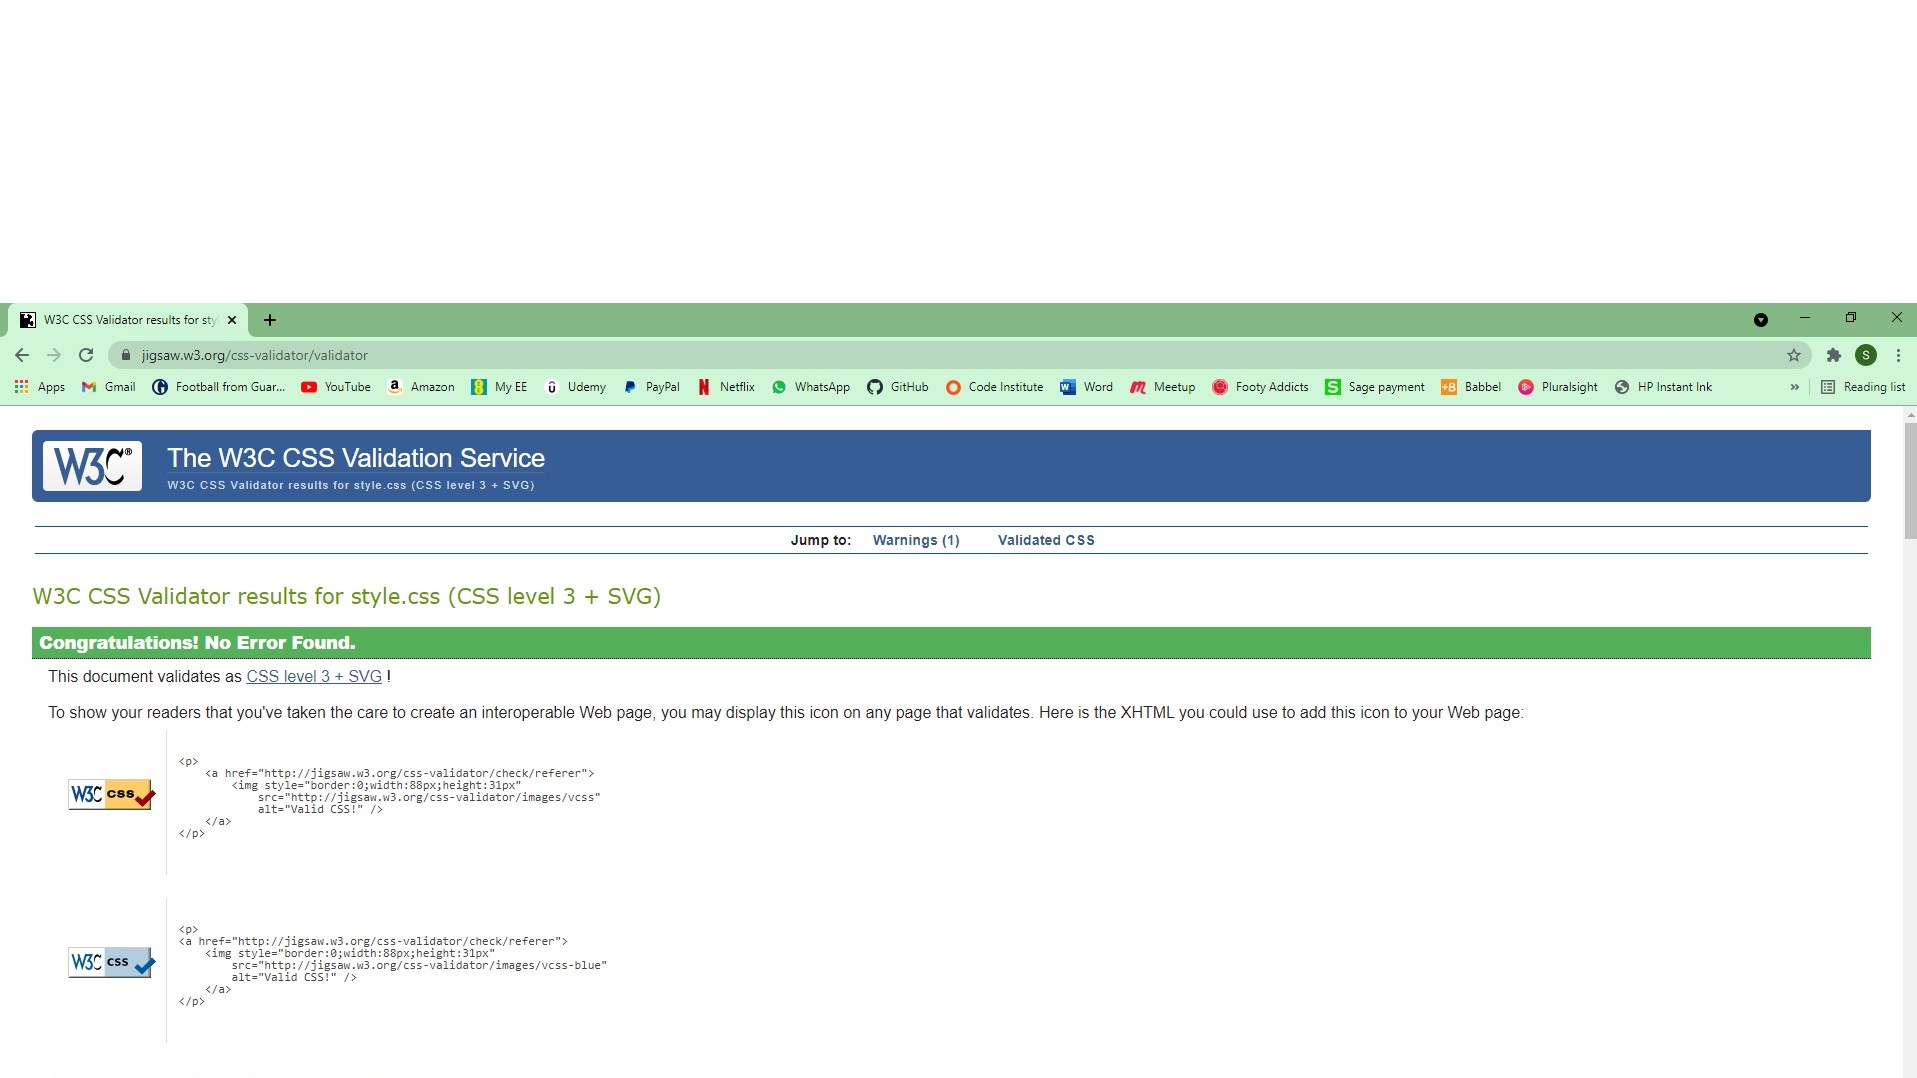 W3C CSS Validator results for sty
jigsaw.w3.org/css-validator/validator
S
Apps Gmail Football from Guar... YouTube Amazon My EE Udemy PayPal Netflix WhatsApp GitHub Code Institute Word Meetup Footy Addicts Sage payment Babbel Pluralsight HP Instant Ink » Reading list
W3C®
The W3C CSS Validation Service
W3C CSS Validator results for style.css (CSS level 3 + SVG)
Jump to: Warnings (1) Validated CSS
W3C CSS Validator results for style.css (CSS level 3 + SVG)
Congratulations! No Error Found.
This document validates as CSS level 3 + SVG !
To show your readers that you've taken the care to create an interoperable Web page, you may display this icon on any page that validates. Here is the XHTML you could use to add this icon to your Web page:
W3C css
<p>
<a href="http://jigsaw.w3.org/css-validator/check/referer">
<img style="border:0;width:88px;height:31px"
src="http://jigsaw.w3.org/css-validator/images/vcss"
alt="Valid CSS!" />
</a>
</p>
W3C css
<p>
<a href="http://jigsaw.w3.org/css-validator/check/referer">
<img style="border:0;width:88px;height:31px"
src="http://jigsaw.w3.org/css-validator/images/vcss-blue"
alt="Valid CSS!" />
</a>
</p>